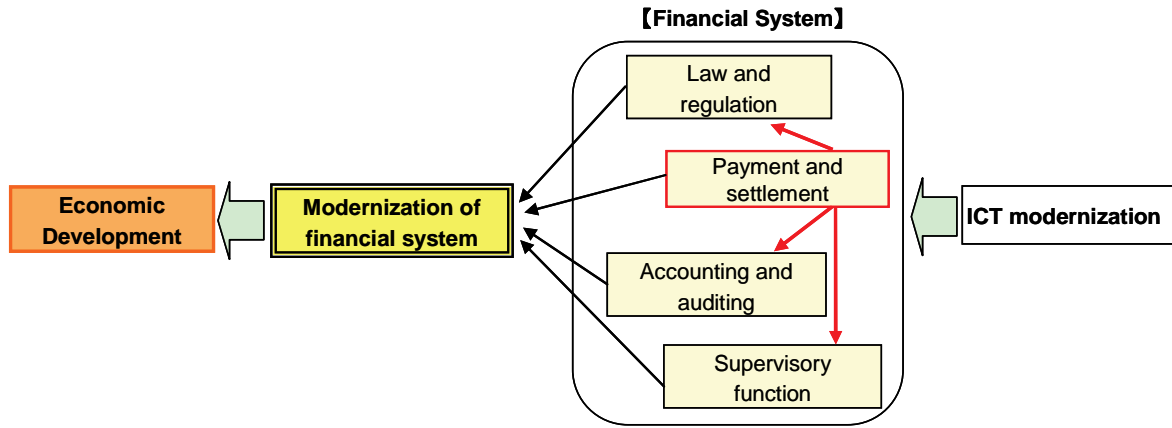 【Financial System】
Law and
regulation
Payment and
settlement
Accounting and
auditing
Supervisory
function
Economic
Development
Modernization of
financial system
ICT modernization